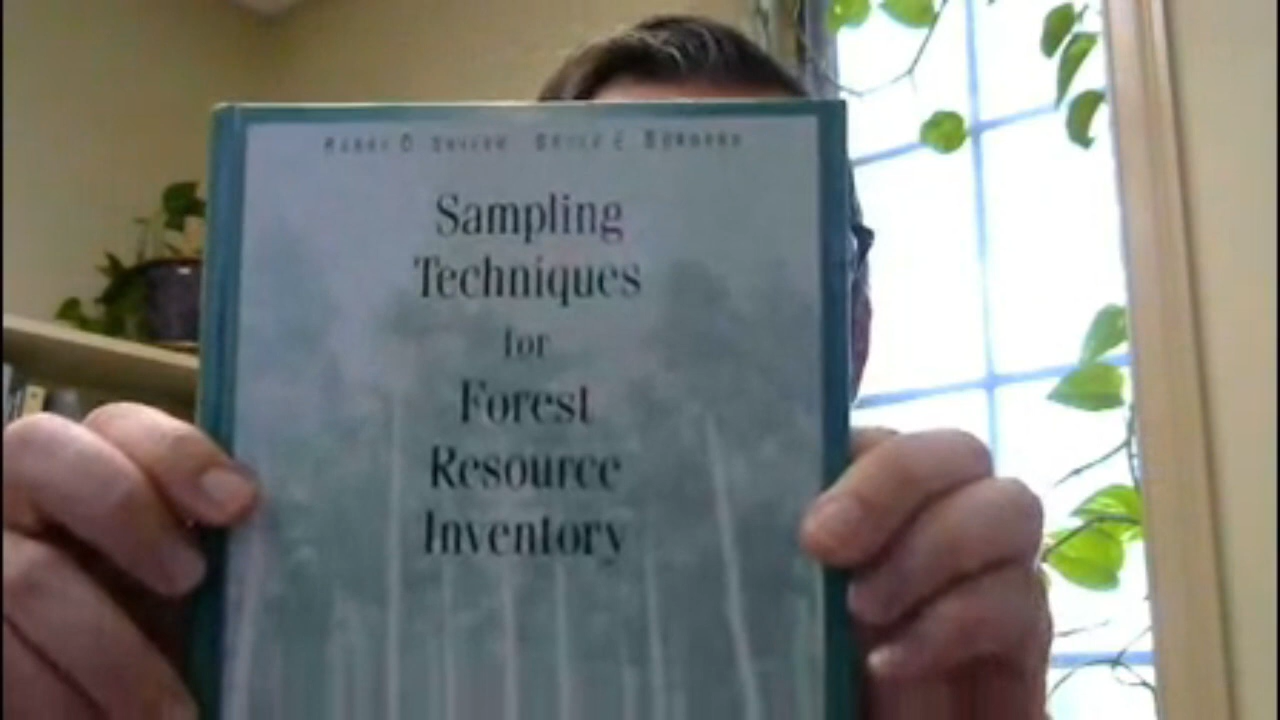 Sampling
Techniques
for
Forest
Resource
Inventory